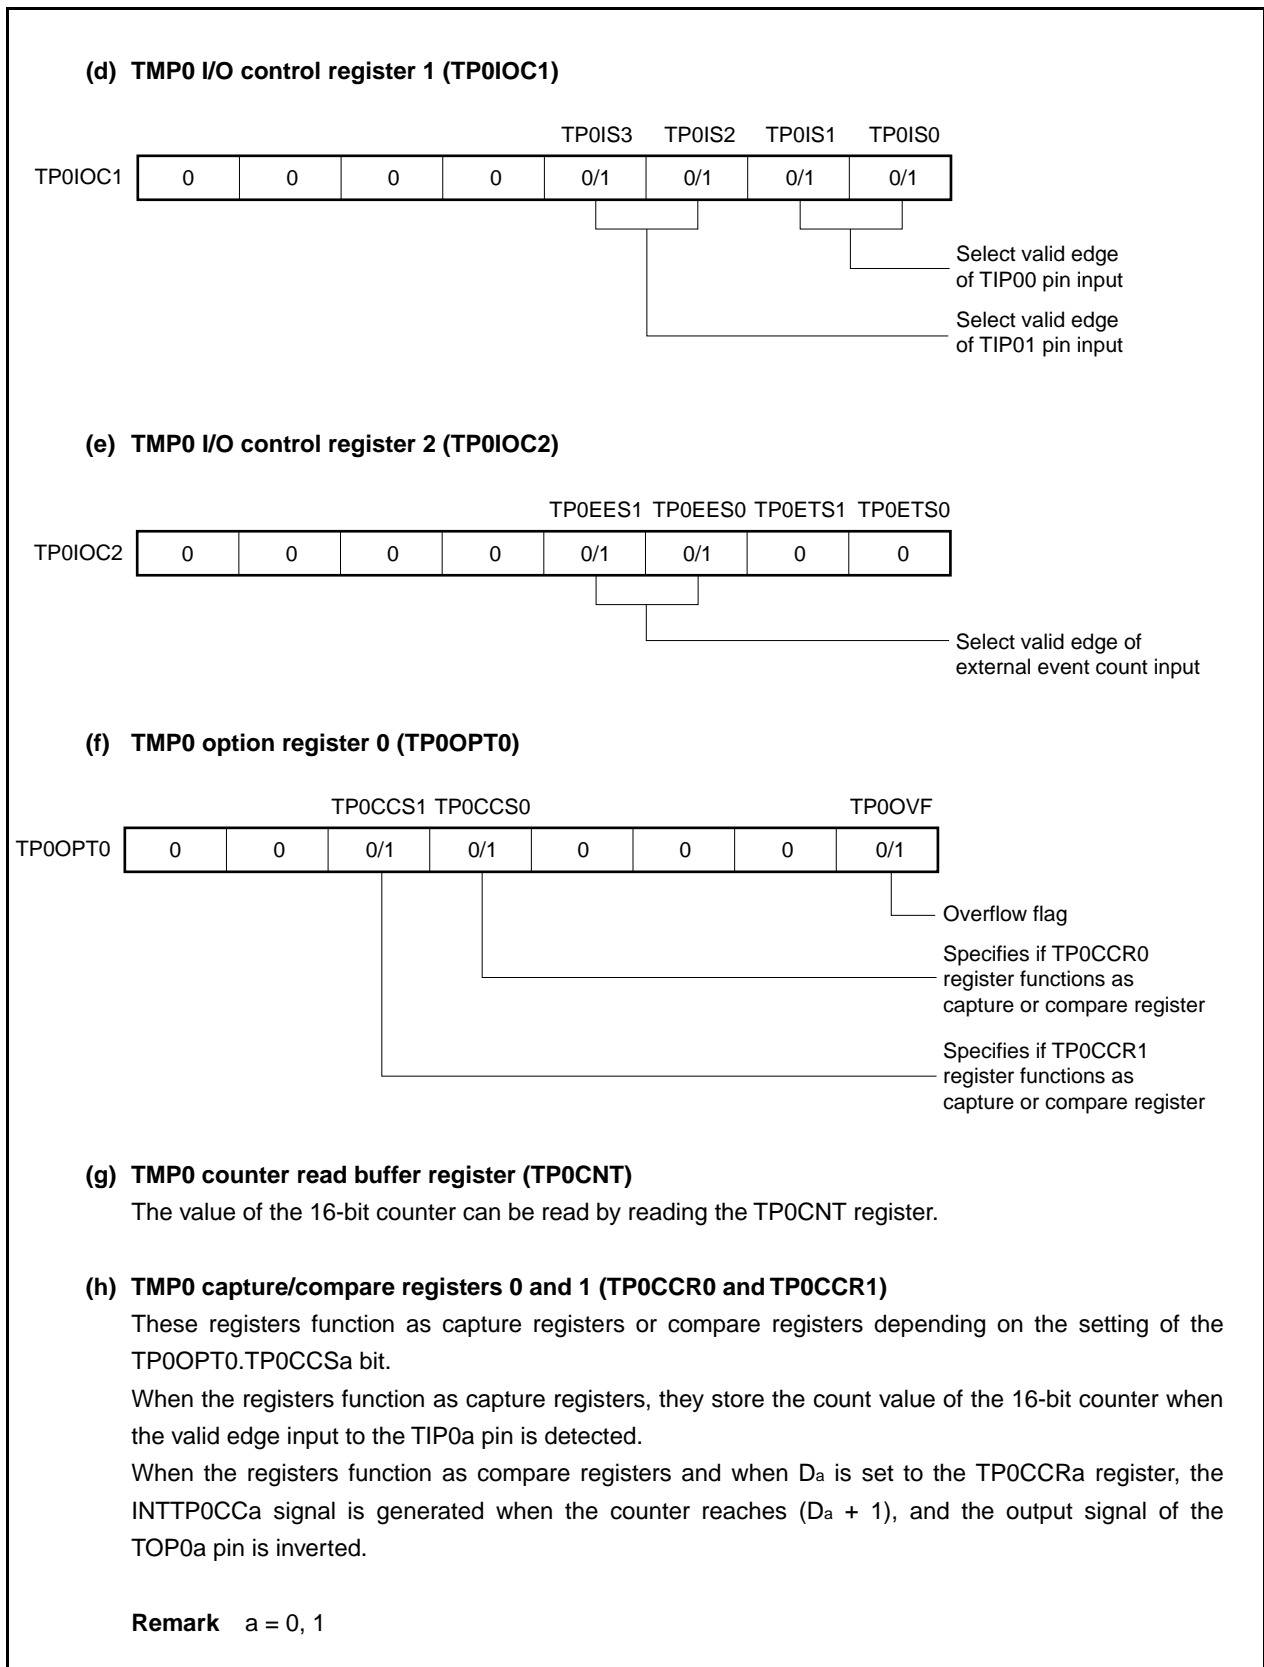 (d) TMP0 I/O control register 1 (TP0IOC1)
TP0IS3 TP0IS2 TP0IS1 TP0IS0
TP0IOC1 0 0 0 0 0/1 0/1 0/1 0/1
Select valid edge
of TIP00 pin input
Select valid edge
of TIP01 pin input
(e) TMP0 I/O control register 2 (TP0IOC2)
TP0EES1 TP0EES0 TP0ETS1 TP0ETS0
TP0IOC2 0 0 0 0 0/1 0/1 0 0
Select valid edge of
external event count input
(f) TMP0 option register 0 (TP0OPT0)
TP0CCS1 TP0CCS0 TP0OVF
TP0OPT0 0 0 0/1 0/1 0 0 0 0/1
Overflow flag
Specifies if TP0CCR0
register functions as
capture or compare register
Specifies if TP0CCR1
register functions as
capture or compare register
(g) TMP0 counter read buffer register (TP0CNT)
The value of the 16-bit counter can be read by reading the TP0CNT register.
(h) TMP0 capture/compare registers 0 and 1 (TP0CCR0 and TP0CCR1)
These registers function as capture registers or compare registers depending on the setting of the
TP0OPT0.TP0CCSa bit.
When the registers function as capture registers, they store the count value of the 16-bit counter when
the valid edge input to the TIP0a pin is detected.
When the registers function as compare registers and when Da is set to the TP0CCRa register, the
INTTP0CCa signal is generated when the counter reaches (Da + 1), and the output signal of the
TOP0a pin is inverted.
Remark a = 0, 1